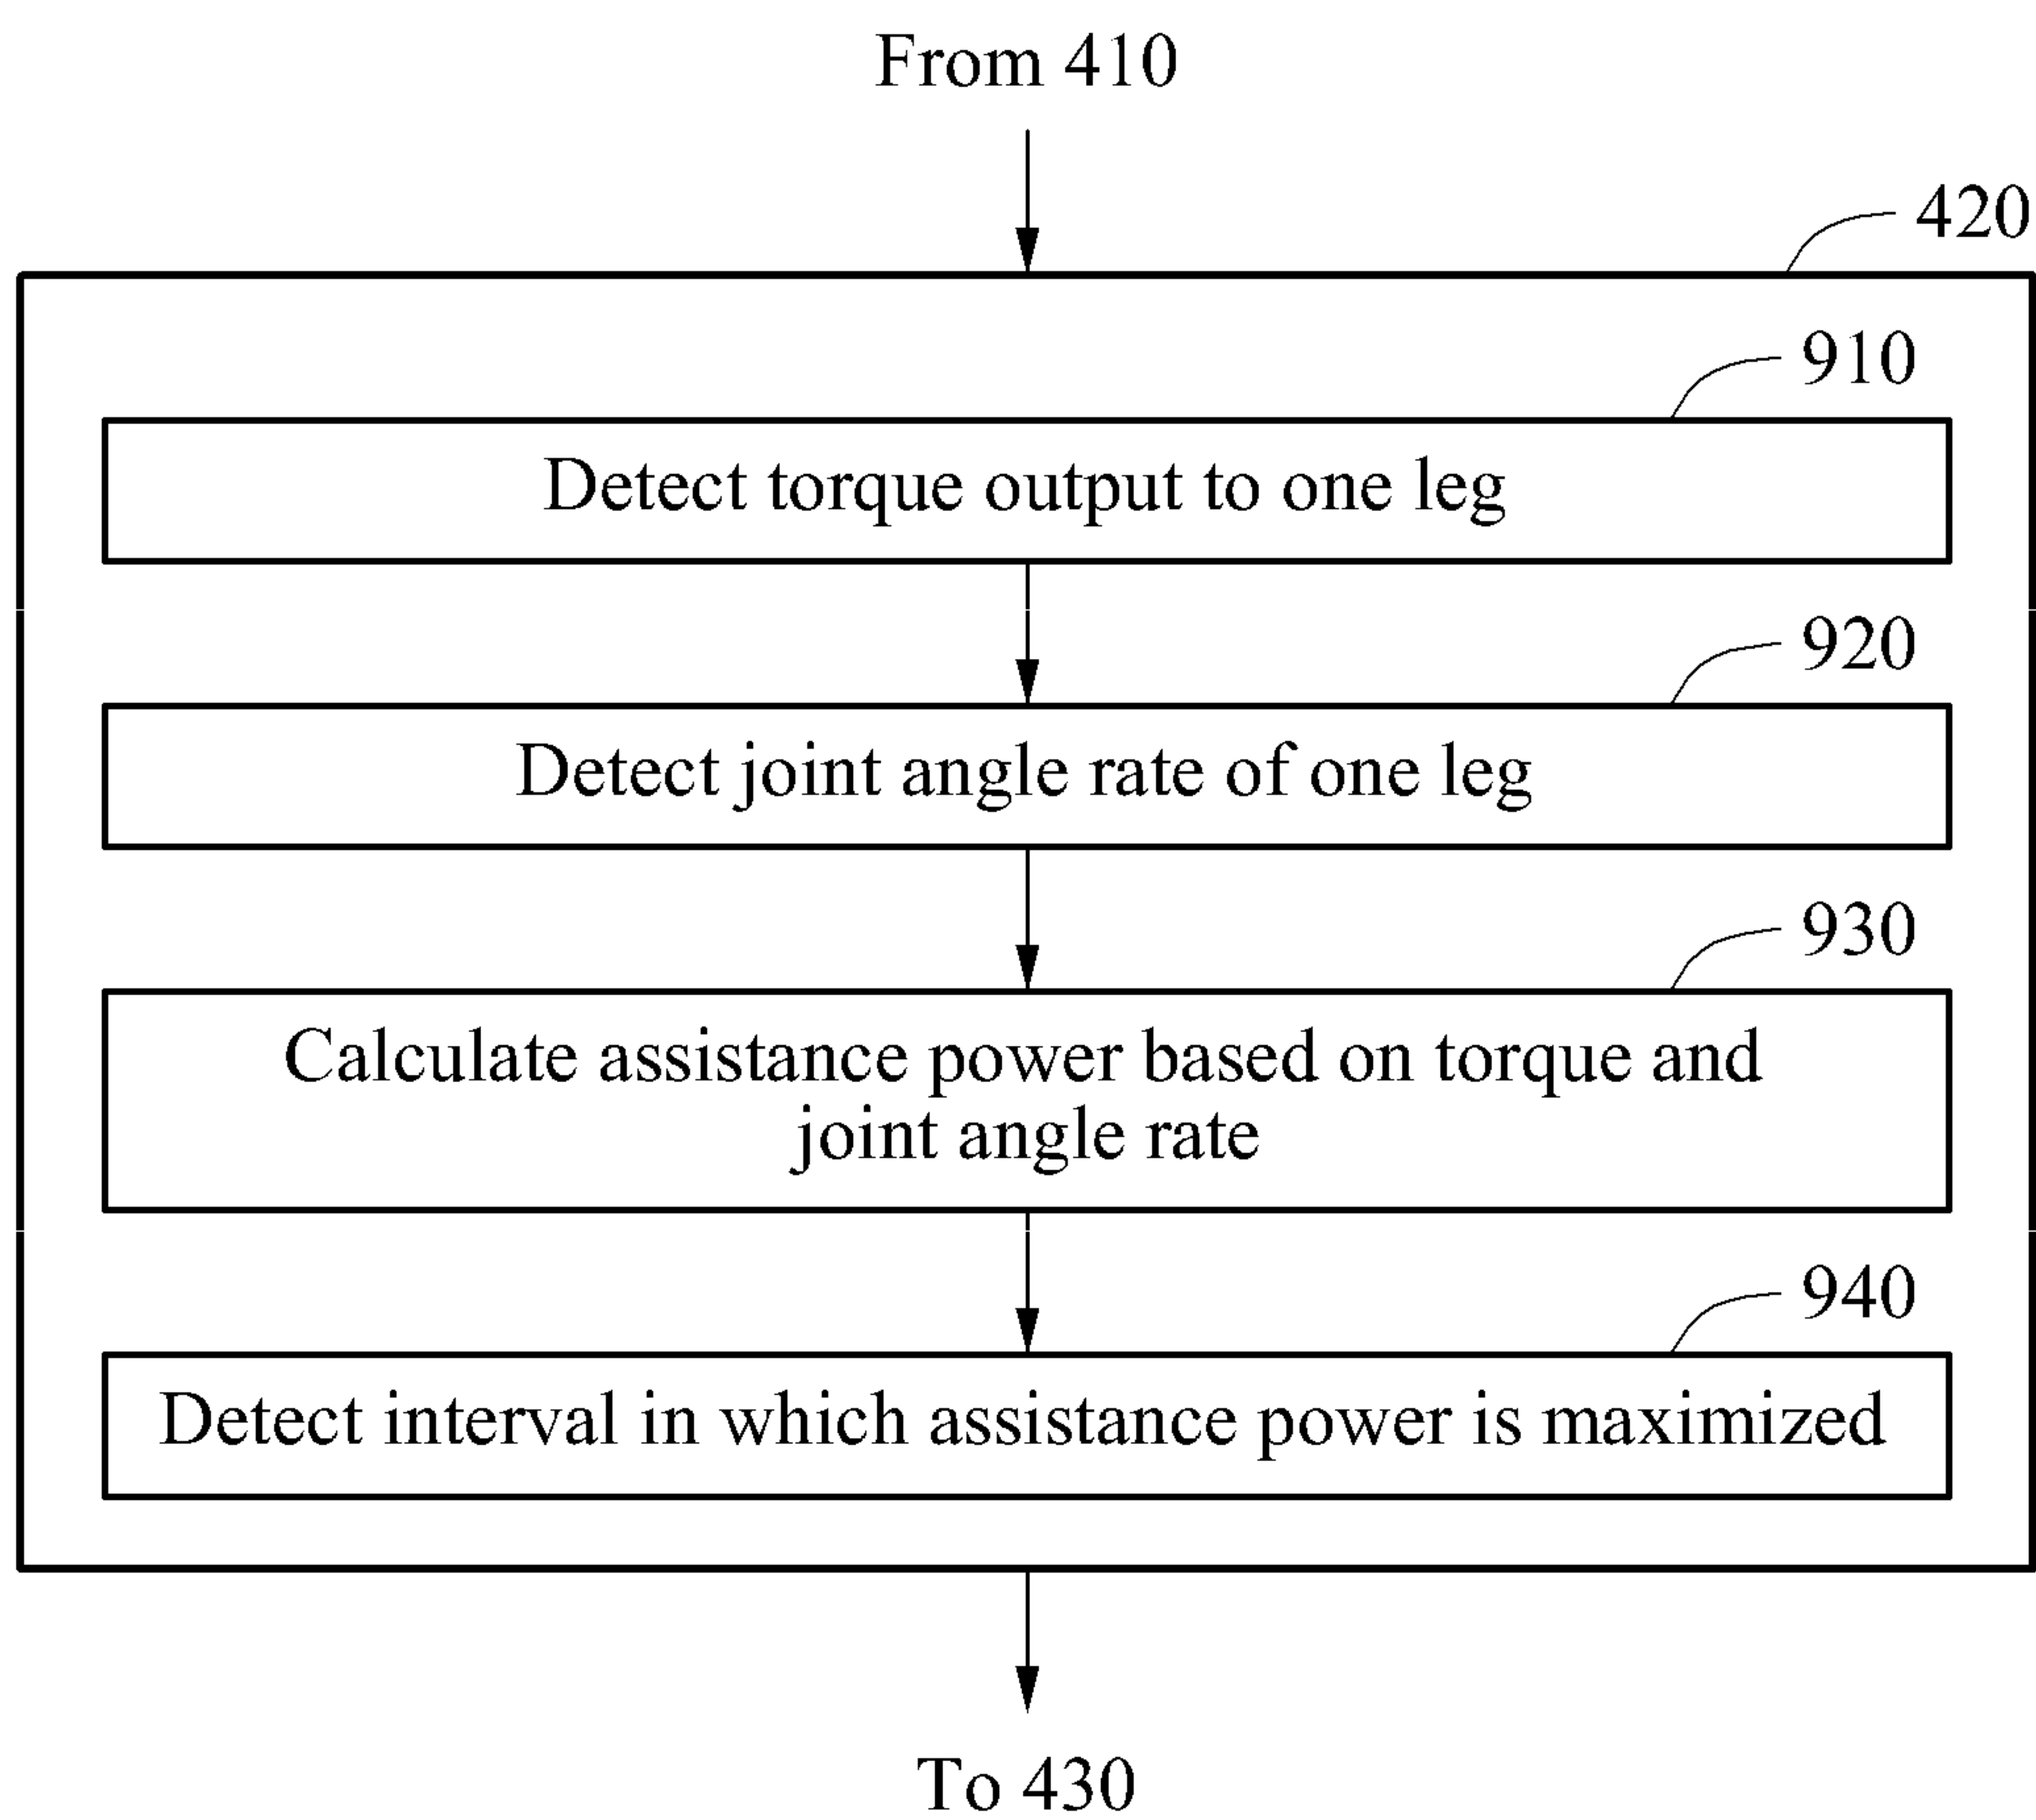 From 410
420
910
Detect torque output to one leg
920
Detect joint angle rate of one leg
930
Calculate assistance power based on torque and
joint angle rate
940
Detect interval in which assistance power is maximized
To 430